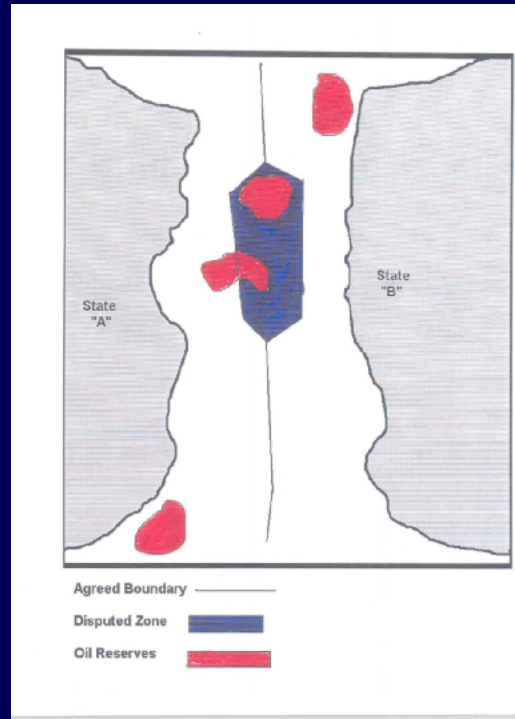 State
"A"
State
"B"
Agreed Boundary
Disputed Zone
Oil Reserves